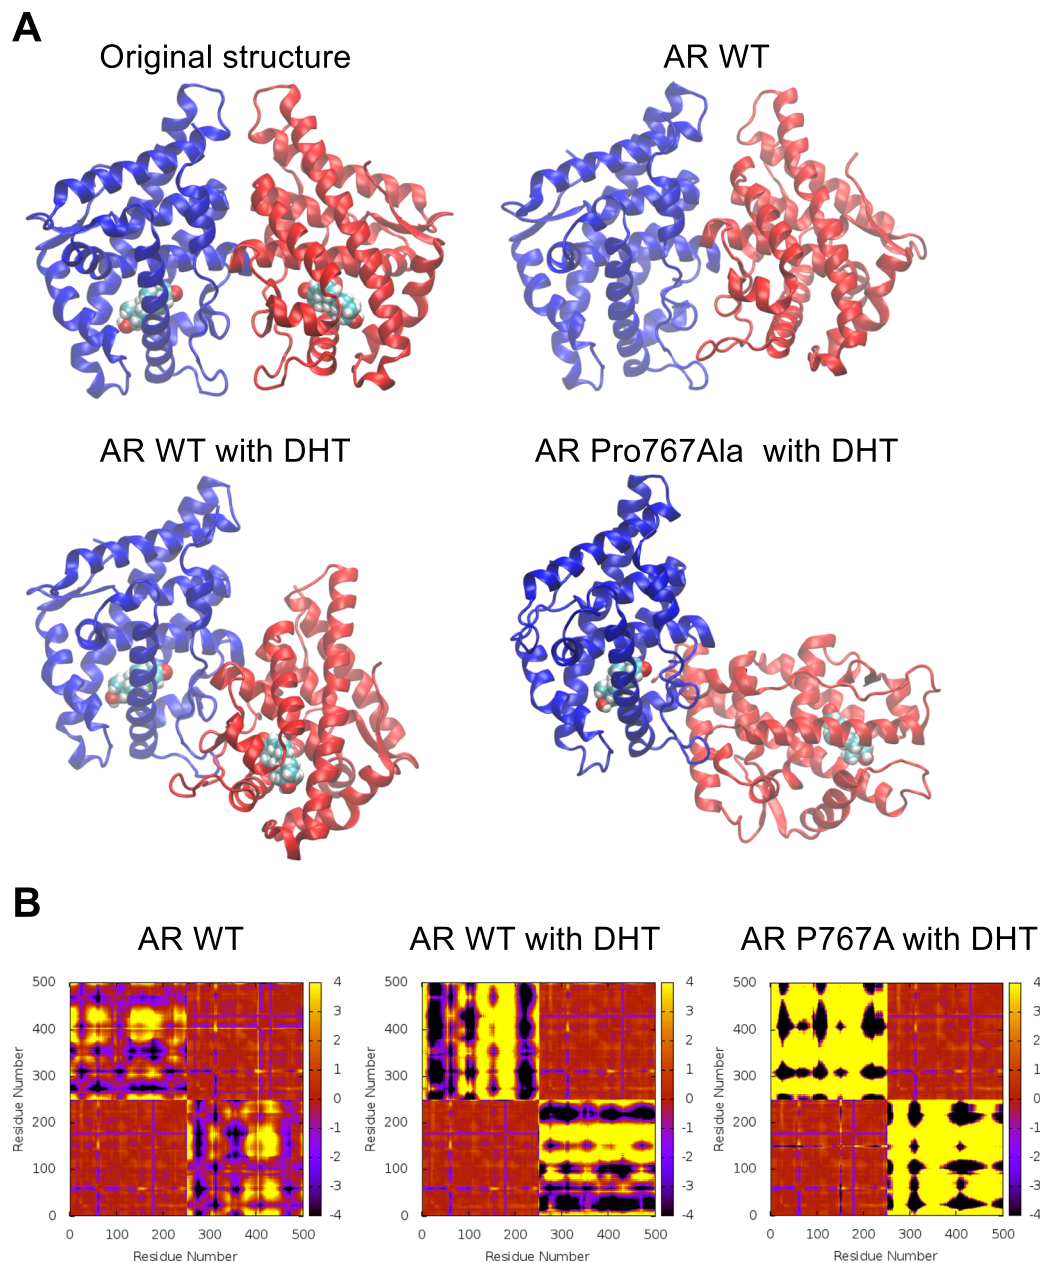 A
Original structure
AR WT
AR WT with DHT
AR Pro767Ala with DHT
B
AR WT
AR WT with DHT
AR P767A with DHT
500
400
300
200
100
0
0 100 200 300 400 500
Residue Number
Residue Number
4
3
2
1
0
-1
-2
-3
-4
500
400
300
200
100
0
0 100 200 300 400 500
Residue Number
Residue Number
4
3
2
1
0
-1
-2
-3
-4
500
400
300
200
100
0
0 100 200 300 400 500
Residue Number
Residue Number
4
3
2
1
0
-1
-2
-3
-4